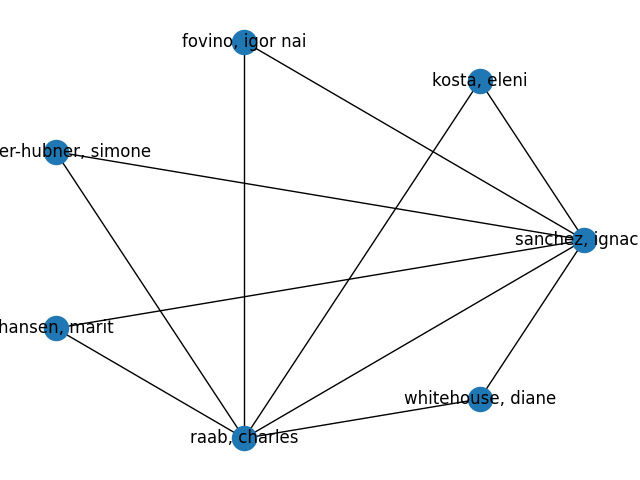 fovino, igor nai
kosta, eleni
er-hubner, simone
sanchez, ignac
hansen, marit
whitehouse, diane
raab, charles